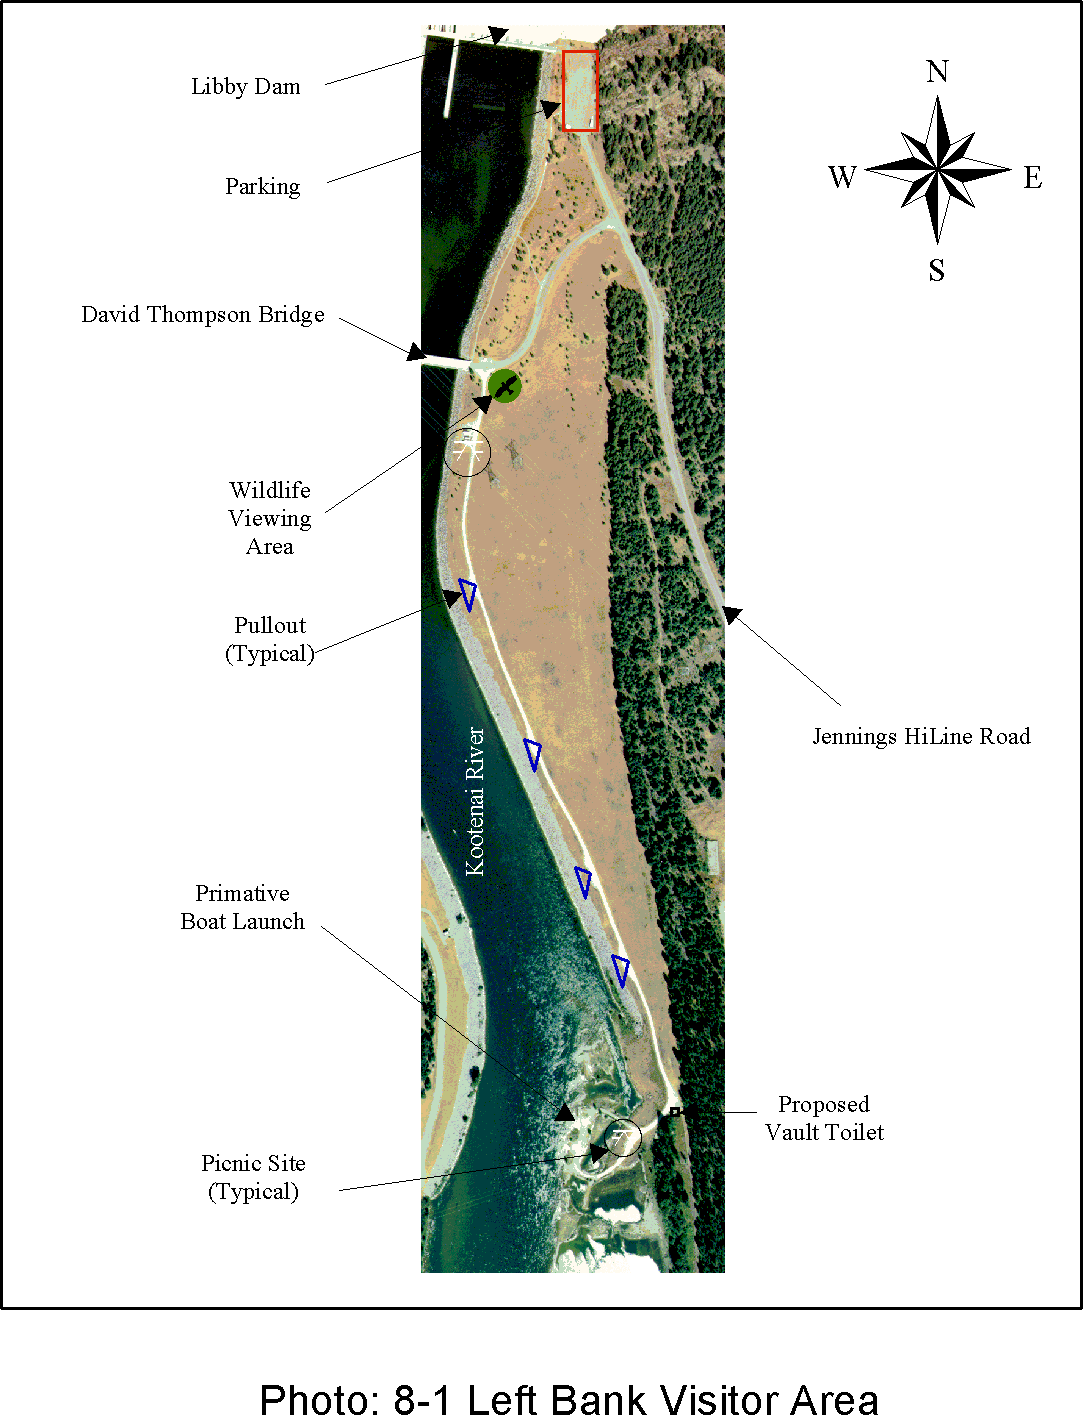 N
W
E
S
Libby Dam
Parking
David Thompson Bridge
Wildlife
Viewing
Area
Pullout
(Typical)
Jennings HiLine Road
Kootenai River
Primative
Boat Launch
Proposed
Vault Toilet
Picnic Site
(Typical)
Photo: 8-1 Left Bank Visitor Area